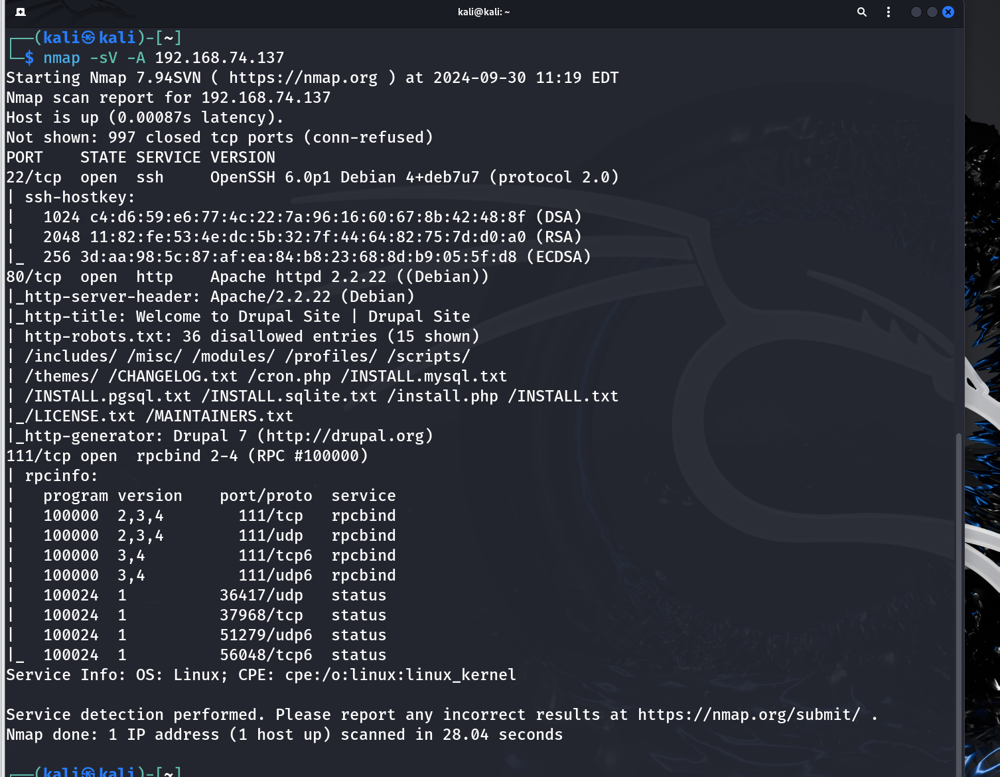 kali@kali: ~
┌──(kali㉿kali)-[~]
└─$ nmap -sV -A 192.168.74.137
Starting Nmap 7.94SVN ( https://nmap.org ) at 2024-09-30 11:19 EDT
Nmap scan report for 192.168.74.137
Host is up (0.00087s latency).
Not shown: 997 closed tcp ports (conn-refused)
PORT    STATE SERVICE VERSION
22/tcp  open  ssh     OpenSSH 6.0p1 Debian 4+deb7u7 (protocol 2.0)
| ssh-hostkey:
|   1024 c4:d6:59:e6:77:4c:22:7a:96:16:60:67:8b:42:48:8f (DSA)
|   2048 11:82:fe:53:4e:dc:5b:32:7f:44:64:82:75:7d:d0:a0 (RSA)
|_  256 3d:aa:98:5c:87:af:ea:84:b8:23:68:8d:b9:05:5f:d8 (ECDSA)
80/tcp  open  http    Apache httpd 2.2.22 ((Debian))
|_http-server-header: Apache/2.2.22 (Debian)
|_http-title: Welcome to Drupal Site | Drupal Site
| http-robots.txt: 36 disallowed entries (15 shown)
| /includes/ /misc/ /modules/ /profiles/ /scripts/
| /themes/ /CHANGELOG.txt /cron.php /INSTALL.mysql.txt
| /INSTALL.pgsql.txt /INSTALL.sqlite.txt /install.php /INSTALL.txt
|_/LICENSE.txt /MAINTAINERS.txt
|_http-generator: Drupal 7 (http://drupal.org)
111/tcp open  rpcbind 2-4 (RPC #100000)
| rpcinfo:
|   program version    port/proto  service
|   100000  2,3,4        111/tcp   rpcbind
|   100000  2,3,4        111/udp   rpcbind
|   100000  3,4          111/tcp6  rpcbind
|   100000  3,4          111/udp6  rpcbind
|   100024  1          36417/udp   status
|   100024  1          37968/tcp   status
|   100024  1          51279/udp6  status
|_  100024  1          56048/tcp6  status
Service Info: OS: Linux; CPE: cpe:/o:linux:linux_kernel
Service detection performed. Please report any incorrect results at https://nmap.org/submit/ .
Nmap done: 1 IP address (1 host up) scanned in 28.04 seconds
┌──(kali㉿kali)-[~]